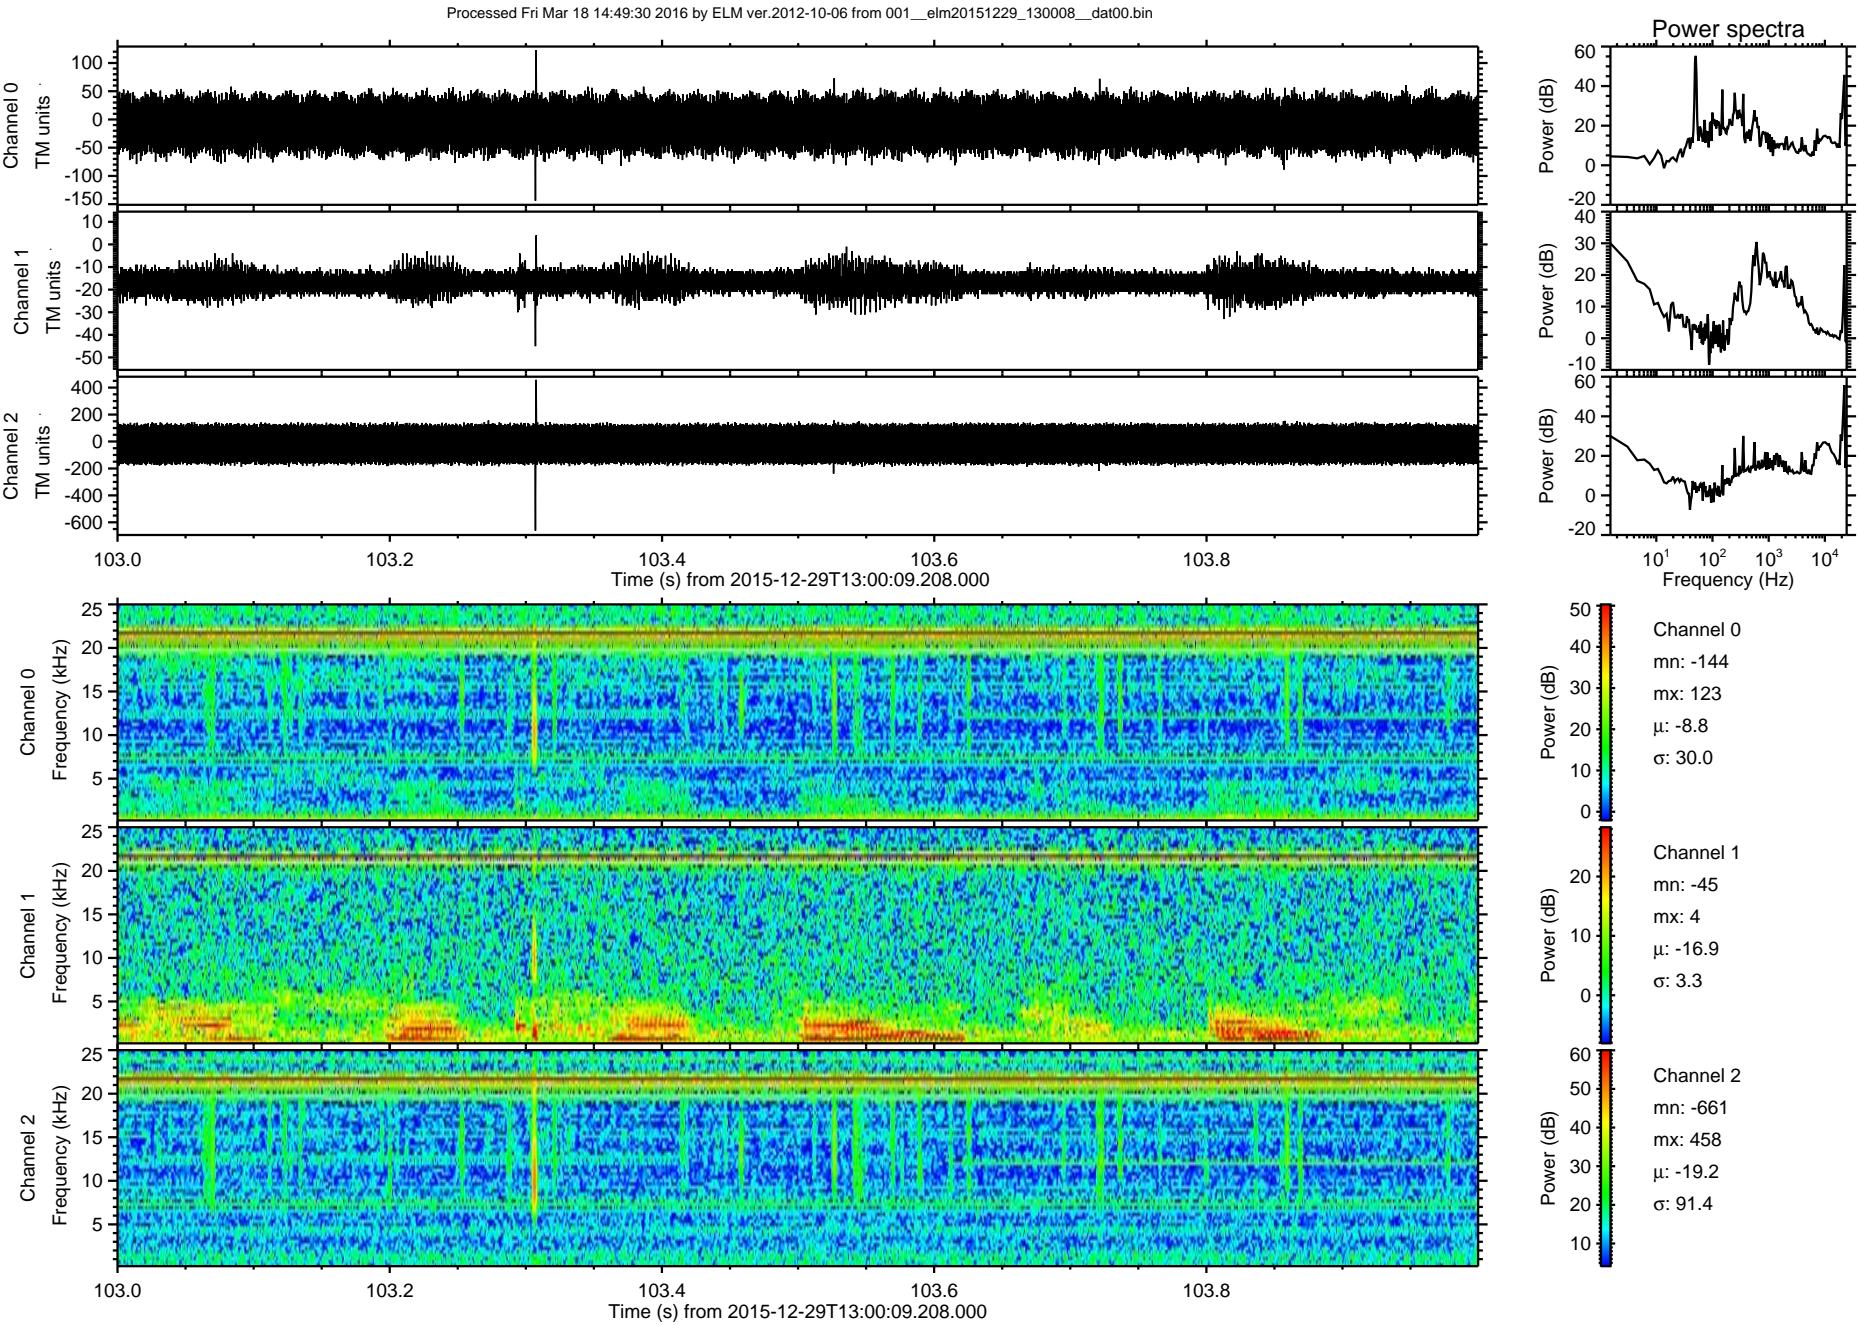 Processed Fri Mar 18 14:49:30 2016 by ELM ver.2012-10-06 from 001__elm20151229_130008__dat00.bin
Power spectra
Channel 0
TM units
100
50
0
-50
-100
-150
Power (dB)
60
40
20
0
-20
Channel 1
TM units
10
0
-10
-20
-30
-40
-50
Power (dB)
40
30
20
10
0
-10
Channel 2
TM units
400
200
0
-200
-400
-600
Power (dB)
60
40
20
0
-20
103.0 103.2 103.4 103.6 103.8
Time (s) from 2015-12-29T13:00:09.208.000
10^1 10^2 10^3 10^4
Frequency (Hz)
Channel 0
Frequency (kHz)
25
20
15
10
5
Power (dB)
50
40
30
20
10
0
Channel 0
mn: -144
mx: 123
μ: -8.8
σ: 30.0
Channel 1
Frequency (kHz)
25
20
15
10
5
Power (dB)
20
10
0
Channel 1
mn: -45
mx: 4
μ: -16.9
σ: 3.3
Channel 2
Frequency (kHz)
25
20
15
10
5
Power (dB)
60
50
40
30
20
10
Channel 2
mn: -661
mx: 458
μ: -19.2
σ: 91.4
103.0 103.2 103.4 103.6 103.8
Time (s) from 2015-12-29T13:00:09.208.000